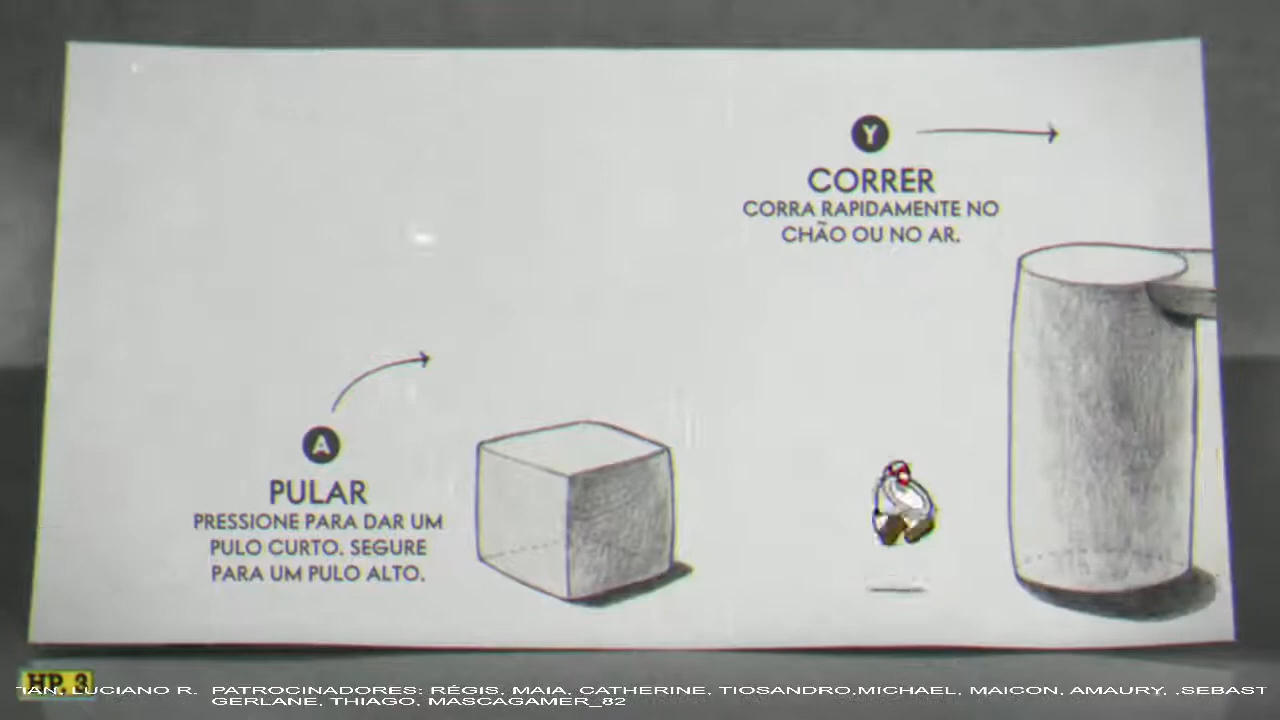 Y
CORRER
CORRA RAPIDAMENTE NO
CHÃO OU NO AR.
A
PULAR
PRESSIONE PARA DAR UM
PULO CURTO. SEGURE
PARA UM PULO ALTO.
HP. 3
IAN, LUCIANO R. PATROCINADORES: RÉGIS, MAIA, CATHERINE, TIOSANDRO,MICHAEL, MAICON, AMAURY, .SEBAST
GERLANE, THIAGO, MASCAGAMER_82